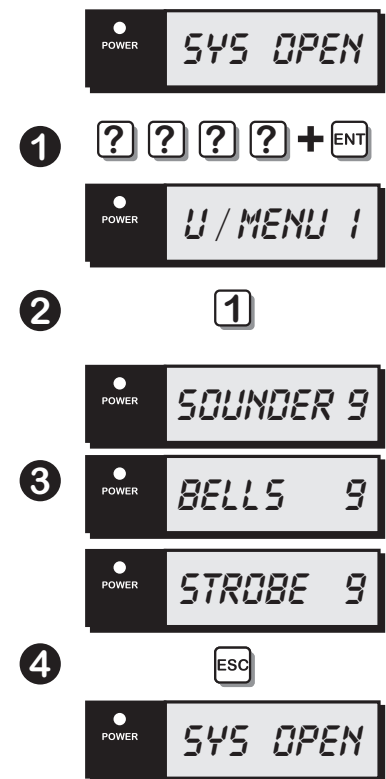 POWER SYS OPEN
1 ? ? ? ? + ENT
POWER U/MENU 1
2 1
POWER SOUNDER 9
3 POWER BELLS 9
POWER STROBE 9
4 ESC
POWER SYS OPEN